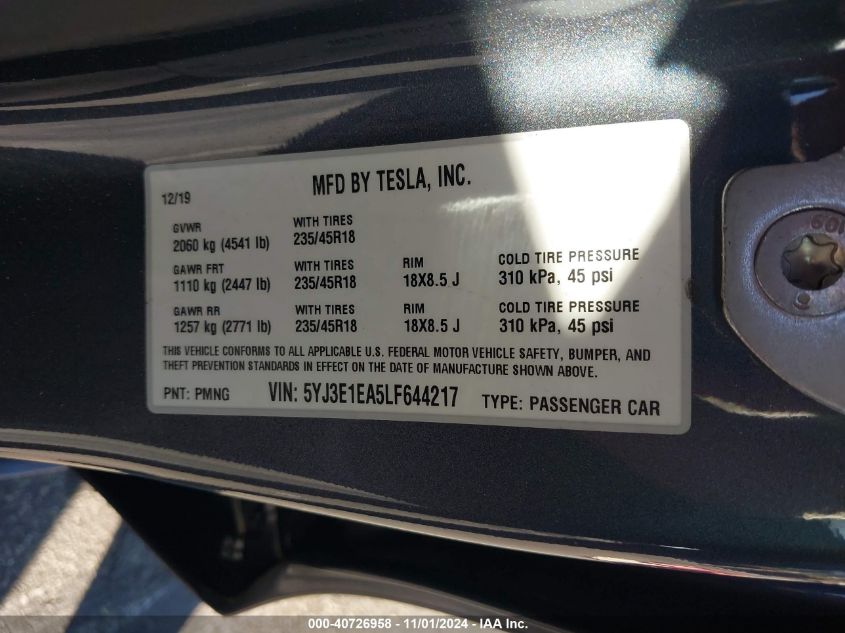 MFD BY TESLA, INC.
12/19
GVWR WITH TIRES
2060 kg (4541 lb) 235/45R18
GAWR FRT WITH TIRES RIM COLD TIRE PRESSURE
1110 kg (2447 lb) 235/45R18 18X8.5 J 310 kPa, 45 psi
GAWR RR WITH TIRES RIM COLD TIRE PRESSURE
1257 kg (2771 lb) 235/45R18 18X8.5 J 310 kPa, 45 psi
THIS VEHICLE CONFORMS TO ALL APPLICABLE U.S. FEDERAL MOTOR VEHICLE SAFETY, BUMPER, AND
THEFT PREVENTION STANDARDS IN EFFECT ON THE DATE OF MANUFACTURE SHOWN ABOVE.
PNT: PMNG VIN: 5YJ3E1EA5LF644217 TYPE: PASSENGER CAR
000-40726958 - 11/01/2024 - IAA, Inc.